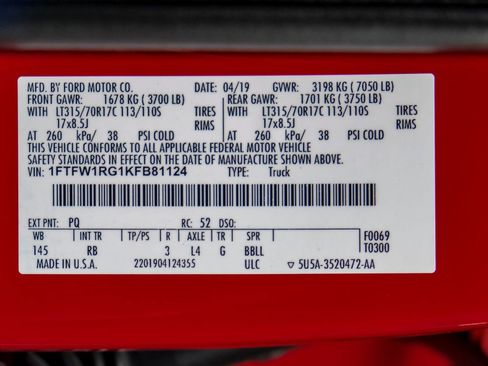 MFD. BY FORD MOTOR CO. DATE: 04/19 GVWR: 3198 KG ( 7050 LB)
FRONT GAWR: 1678 KG ( 3700 LB) REAR GAWR: 1701 KG ( 3750 LB)
WITH LT315/70R17C 113/110S TIRES WITH LT315/70R17C 113/110S TIRES
17x8.5J RIMS 17x8.5J RIMS
AT 260 kPa/ 38 PSI COLD AT 260 kPa/ 38 PSI COLD
THIS VEHICLE CONFORMS TO ALL APPLICABLE FEDERAL MOTOR VEHICLE
SAFETY STANDARDS IN EFFECT ON THE DATE OF MANUFACTURE SHOWN ABOVE.
VIN: 1FTFW1RG1KFB81124 TYPE: Truck
EXT PNT: PQ RC: 52 DSO:
WB INT TR TP/PS R AXLE TR SPR F0069
145 RB 3 L4 G BBLL T0300
MADE IN U.S.A. 2201904124355 ULC ▽ 5U5A-3520472-AA